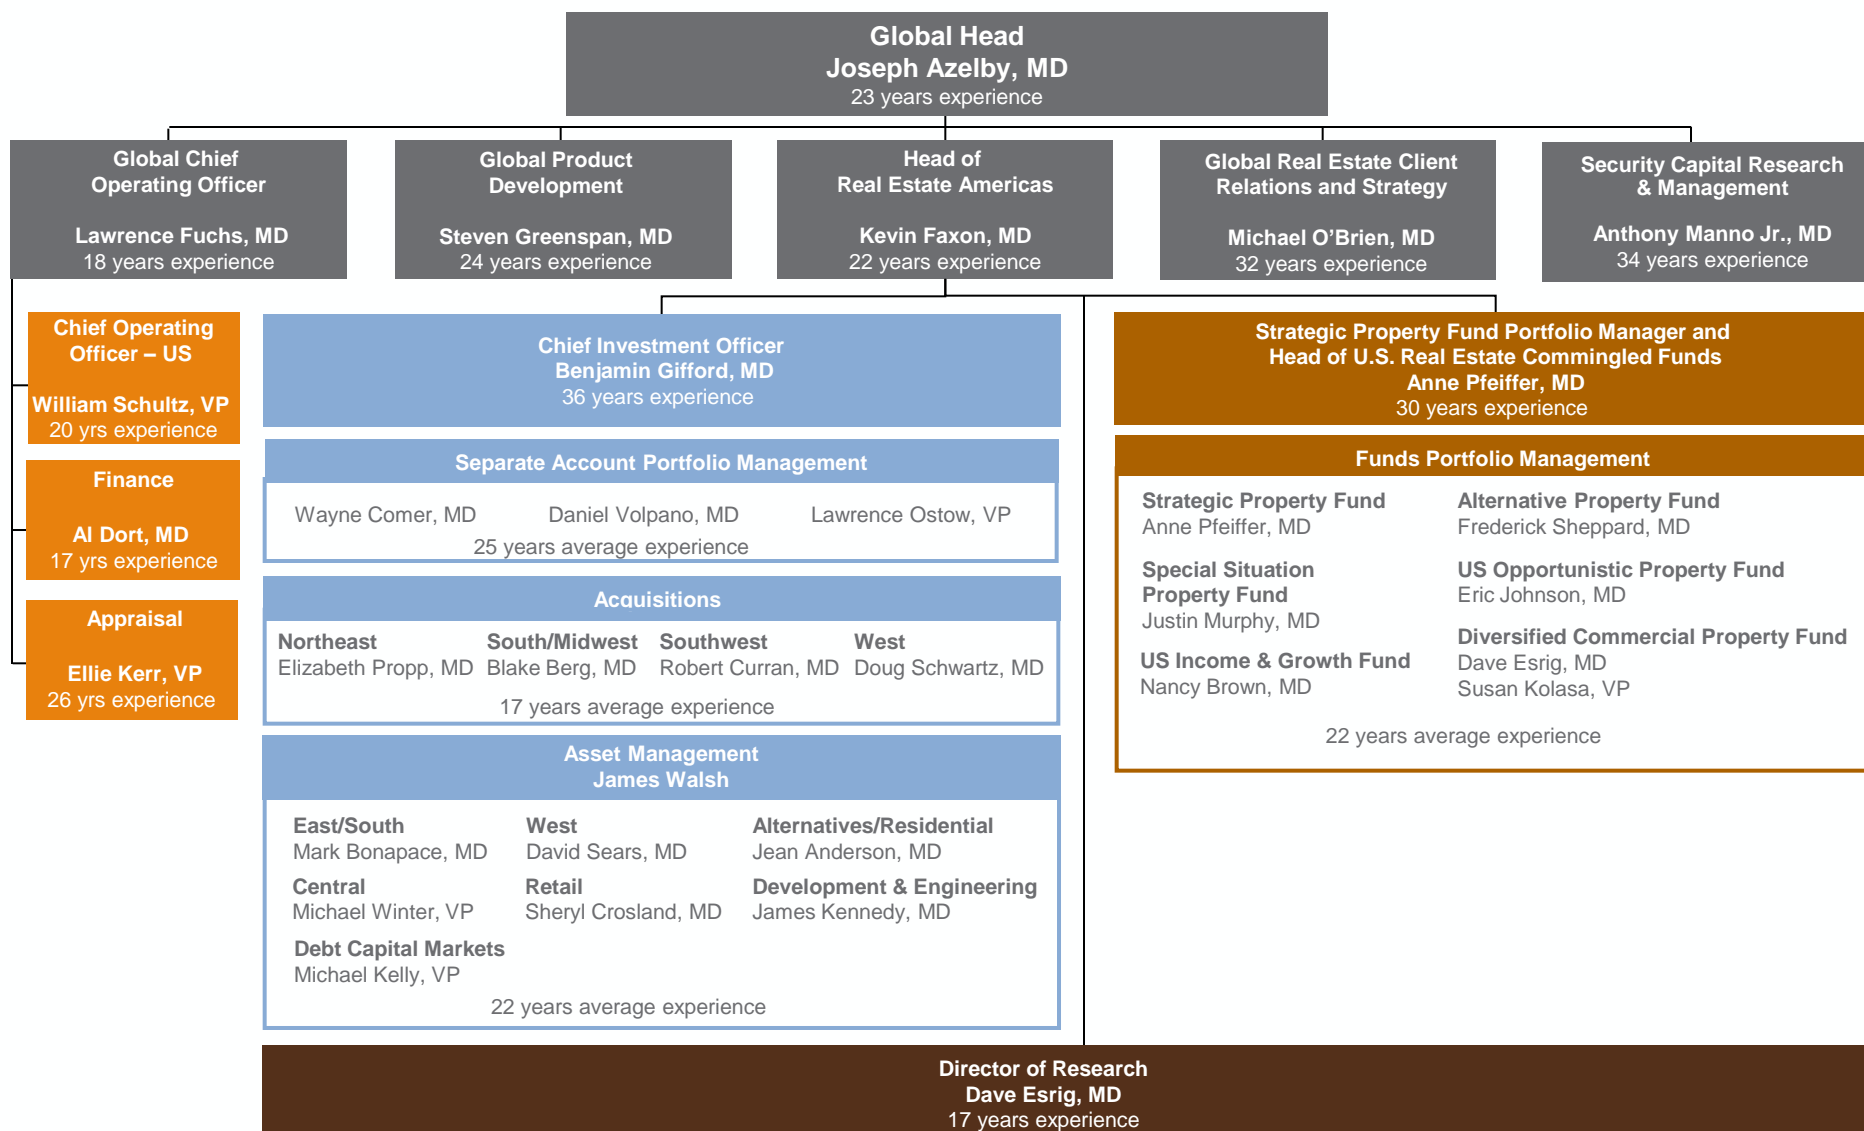 Global Head
Joseph Azelby, MD
23 years experience
Global Chief
Operating Officer
Lawrence Fuchs, MD
18 years experience
Global Product
Development
Steven Greenspan, MD
24 years experience
Head of
Real Estate Americas
Kevin Faxon, MD
22 years experience
Global Real Estate Client
Relations and Strategy
Michael O’Brien, MD
32 years experience
Security Capital Research
& Management
Anthony Manno Jr., MD
34 years experience
Chief Operating
Officer – US
William Schultz, VP
20 yrs experience
Finance
Al Dort, MD
17 yrs experience
Appraisal
Ellie Kerr, VP
26 yrs experience
Chief Investment Officer
Benjamin Gifford, MD
36 years experience
Separate Account Portfolio Management
Wayne Comer, MD Daniel Volpano, MD Lawrence Ostow, VP
25 years average experience
Acquisitions
Northeast South/Midwest Southwest West
Elizabeth Propp, MD Blake Berg, MD Robert Curran, MD Doug Schwartz, MD
17 years average experience
Asset Management
James Walsh
East/South West Alternatives/Residential
Mark Bonapace, MD David Sears, MD Jean Anderson, MD
Central Retail Development & Engineering
Michael Winter, VP Sheryl Crosland, MD James Kennedy, MD
Debt Capital Markets
Michael Kelly, VP
22 years average experience
Strategic Property Fund Portfolio Manager and
Head of U.S. Real Estate Commingled Funds
Anne Pfeiffer, MD
30 years experience
Funds Portfolio Management
Strategic Property Fund
Anne Pfeiffer, MD
Special Situation
Property Fund
Justin Murphy, MD
US Income & Growth Fund
Nancy Brown, MD
Alternative Property Fund
Frederick Sheppard, MD
US Opportunistic Property Fund
Eric Johnson, MD
Diversified Commercial Property Fund
Dave Esrig, MD
Susan Kolasa, VP
22 years average experience
Director of Research
Dave Esrig, MD
17 years experience